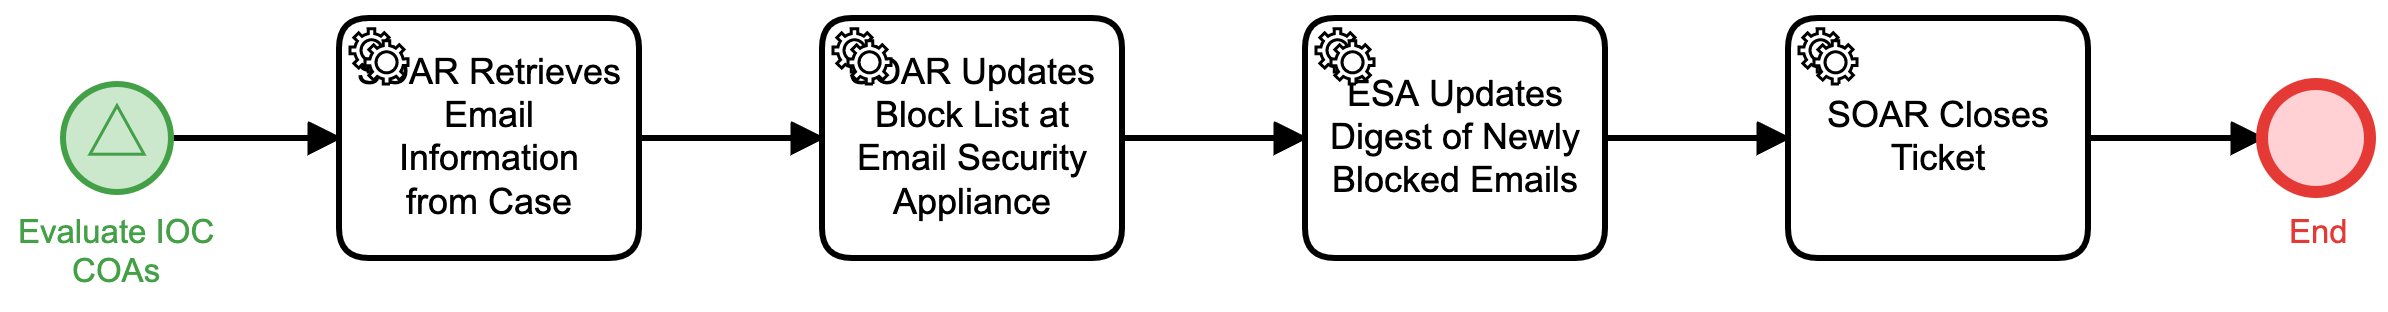 Evaluate IOC
COAs
SOAR Retrieves
Email
Information
from Case
SOAR Updates
Block List at
Email Security
Appliance
ESA Updates
Digest of Newly
Blocked Emails
SOAR Closes
Ticket
End